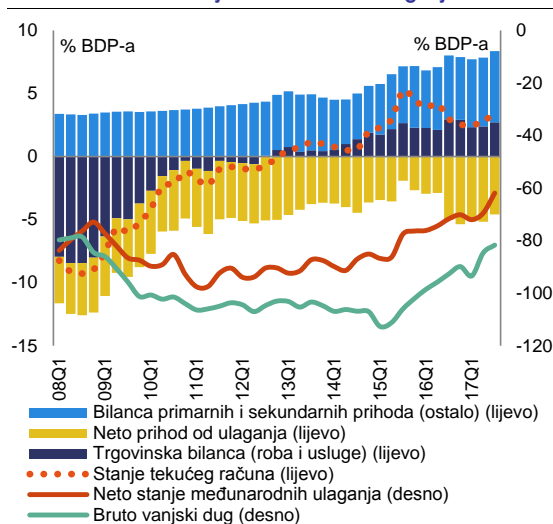 % BDP-a
% BDP-a
10
5
0
-5
-10
-15
0
-20
-40
-60
-80
-100
-120
08Q1
09Q1
10Q1
11Q1
12Q1
13Q1
14Q1
15Q1
16Q1
17Q1
Bilanca primarnih i sekundarnih prihoda (ostalo) (lijevo)
Neto prihod od ulaganja (lijevo)
Trgovinska bilanca (roba i usluge) (lijevo)
Stanje tekućeg računa (lijevo)
Neto stanje međunarodnih ulaganja (desno)
Bruto vanjski dug (desno)